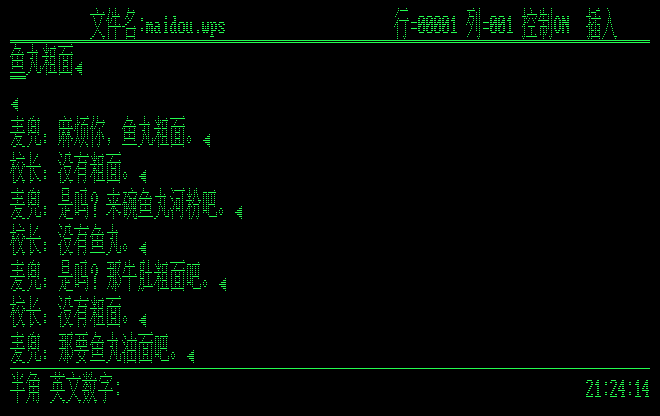 文件名:maidou.wps 行=00001 列=001 控制ON 插入
鱼丸粗面
麦兜：麻烦你，鱼丸粗面。
校长：没有粗面。
麦兜：是吗？来碗鱼丸河粉吧。
校长：没有鱼丸。
麦兜：是吗？那牛肚粗面吧。
校长：没有粗面。
麦兜：那要鱼丸油面吧。
半角 英文数字:  21:24:14